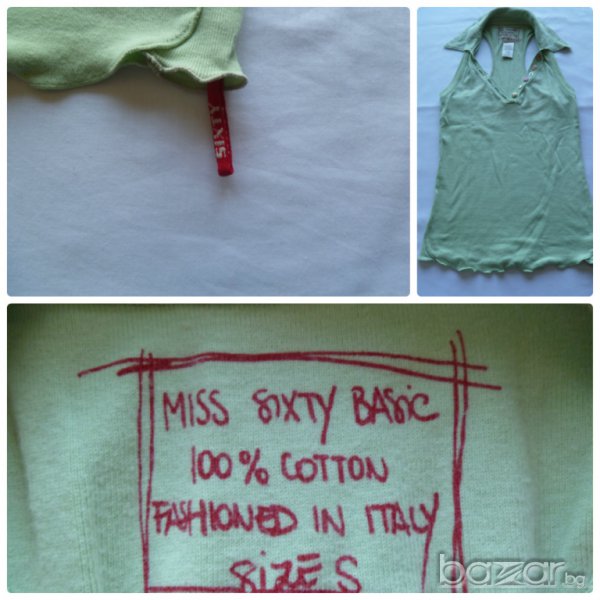 SIXTY
MISS SIXTY BASIC
100% COTTON
FASHIONED IN ITALY
SIZE S
bazar.bg